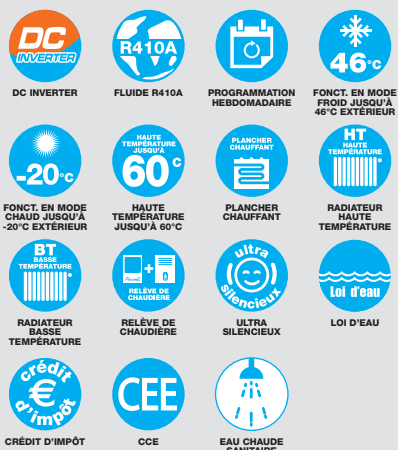 DC
INVERTER
DC INVERTER
R410A
FLUIDE R410A
PROGRAMMATION
HEBDOMADAIRE
46°C
FONCT. EN MODE
FROID JUSQU'À
46°C EXTÉRIEUR
-20°C
FONCT. EN MODE
CHAUD JUSQU'À
-20°C EXTÉRIEUR
HAUTE
TEMPÉRATURE
JUSQU'À
60°C
HAUTE
TEMPÉRATURE
JUSQU'À 60°C
PLANCHER
CHAUFFANT
PLANCHER
CHAUFFANT
HT
HAUTE
TEMPÉRATURE
RADIATEUR
HAUTE
TEMPÉRATURE
BT
BASSE
TEMPÉRATURE
RADIATEUR
BASSE
TEMPÉRATURE
RELÈVE DE
CHAUDIÈRE
RELÈVE DE
CHAUDIÈRE
ultra
silencieux
ULTRA
SILENCIEUX
Loi d'eau
LOI D'EAU
crédit
€
d'impôt
CRÉDIT D'IMPÔT
CEE
CCE
EAU CHAUDE
SANITAIRE